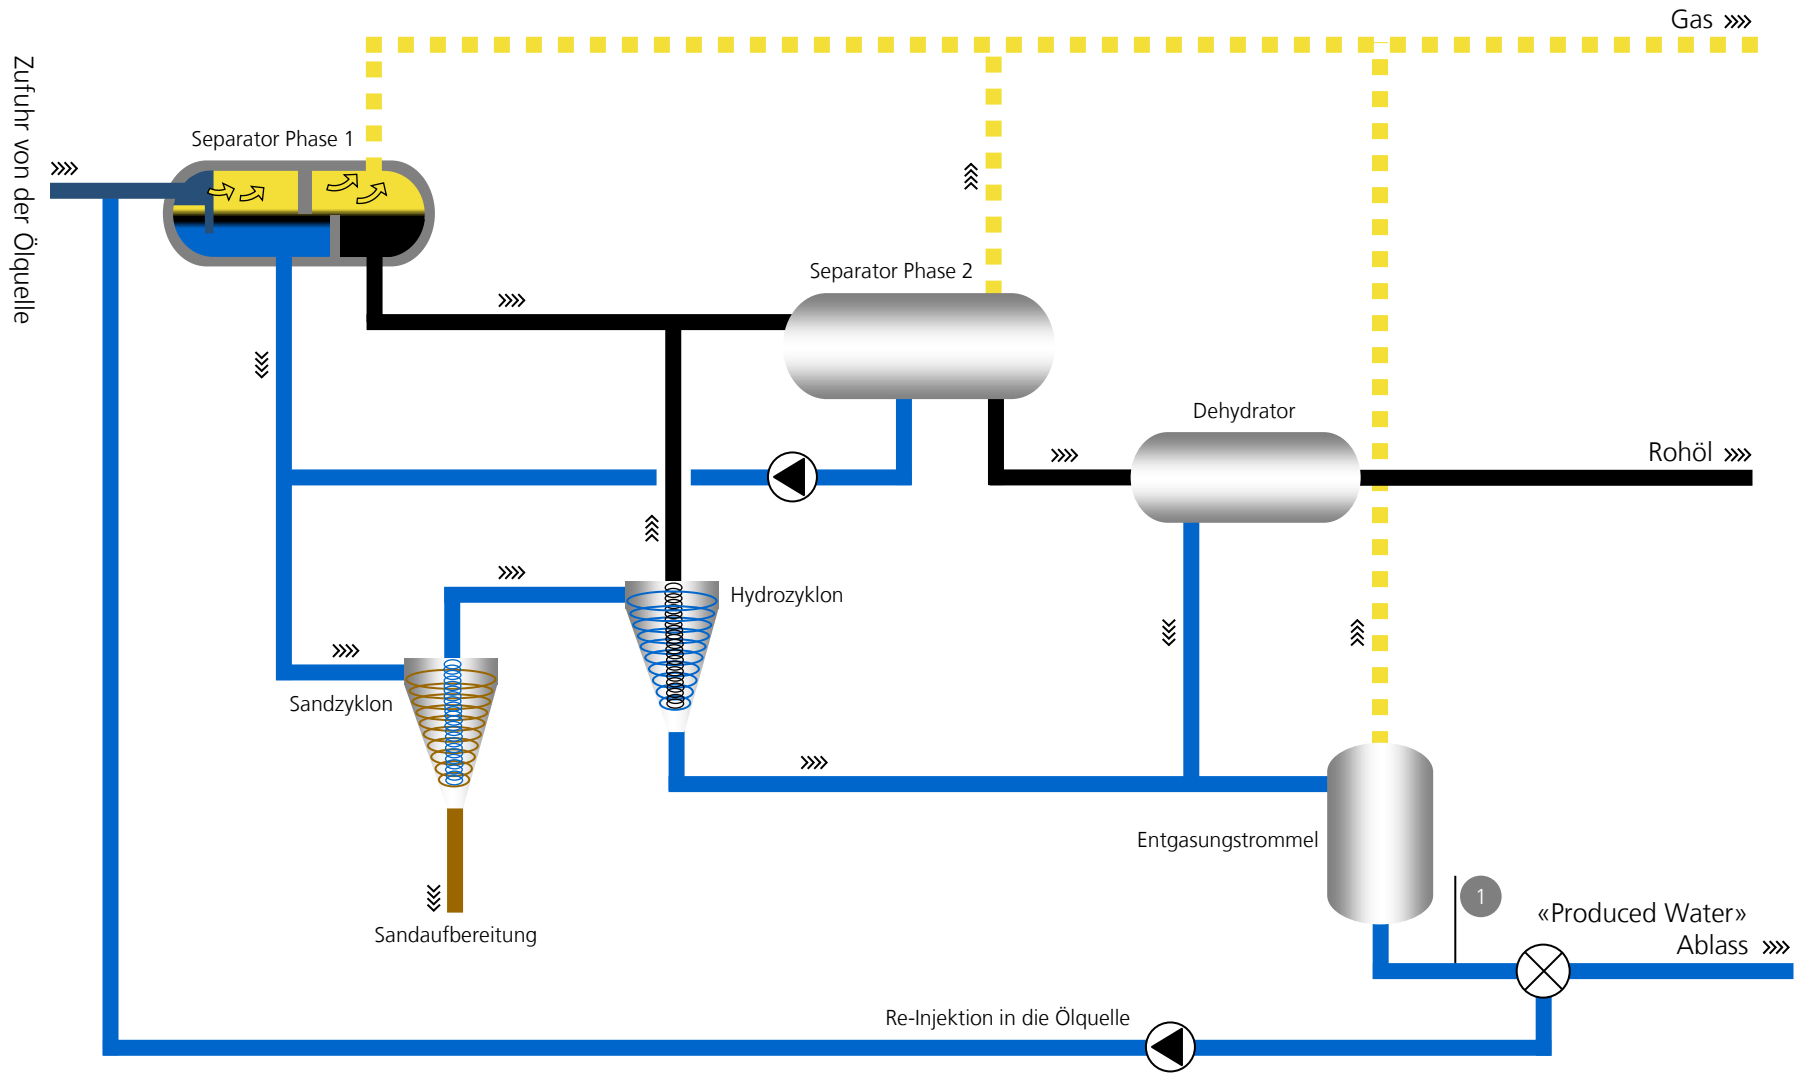 Gas
Zufuhr von der Ölquelle
Separator Phase 1
Separator Phase 2
Dehydrator
Rohöl
Hydrozyklon
Sandzyklon
Entgasungstrommel
1
«Produced Water»
Ablass
Sandaufbereitung
Re-Injektion in die Ölquelle